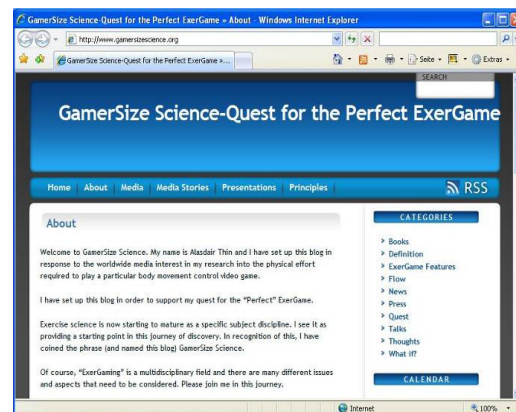 GamerSize Science-Quest for the Perfect ExerGame » About - Windows Internet Explorer
http://www.gamersizescience.org
GamerSize Science-Quest for the Perfect ExerGame »...
Seite
Extras
SEARCH
GamerSize Science-Quest for the Perfect ExerGame
Home
About
Media
Media Stories
Presentations
Principles
RSS
About
Welcome to GamerSize Science. My name is Alasdair Thin and I have set up this blog in
response to the worldwide media interest in my research into the physical effort
required to play a particular body movement control video game.
I have set up this blog in order to support my quest for the “Perfect” ExerGame.
Exercise science is now starting to mature as a specific subject discipline. I see it as
providing a starting point in this journey of discovery. In recognition of this, I have
coined the phrase (and named this blog) GamerSize Science.
Of course, “ExerGaming” is a multidisciplinary field and there are many different issues
and aspects that need to be considered. Please join me in this journey.
CATEGORIES
Books
Definition
ExerGame Features
Flow
News
Press
Quest
Talks
Thoughts
What if?
CALENDAR
Internet
100%